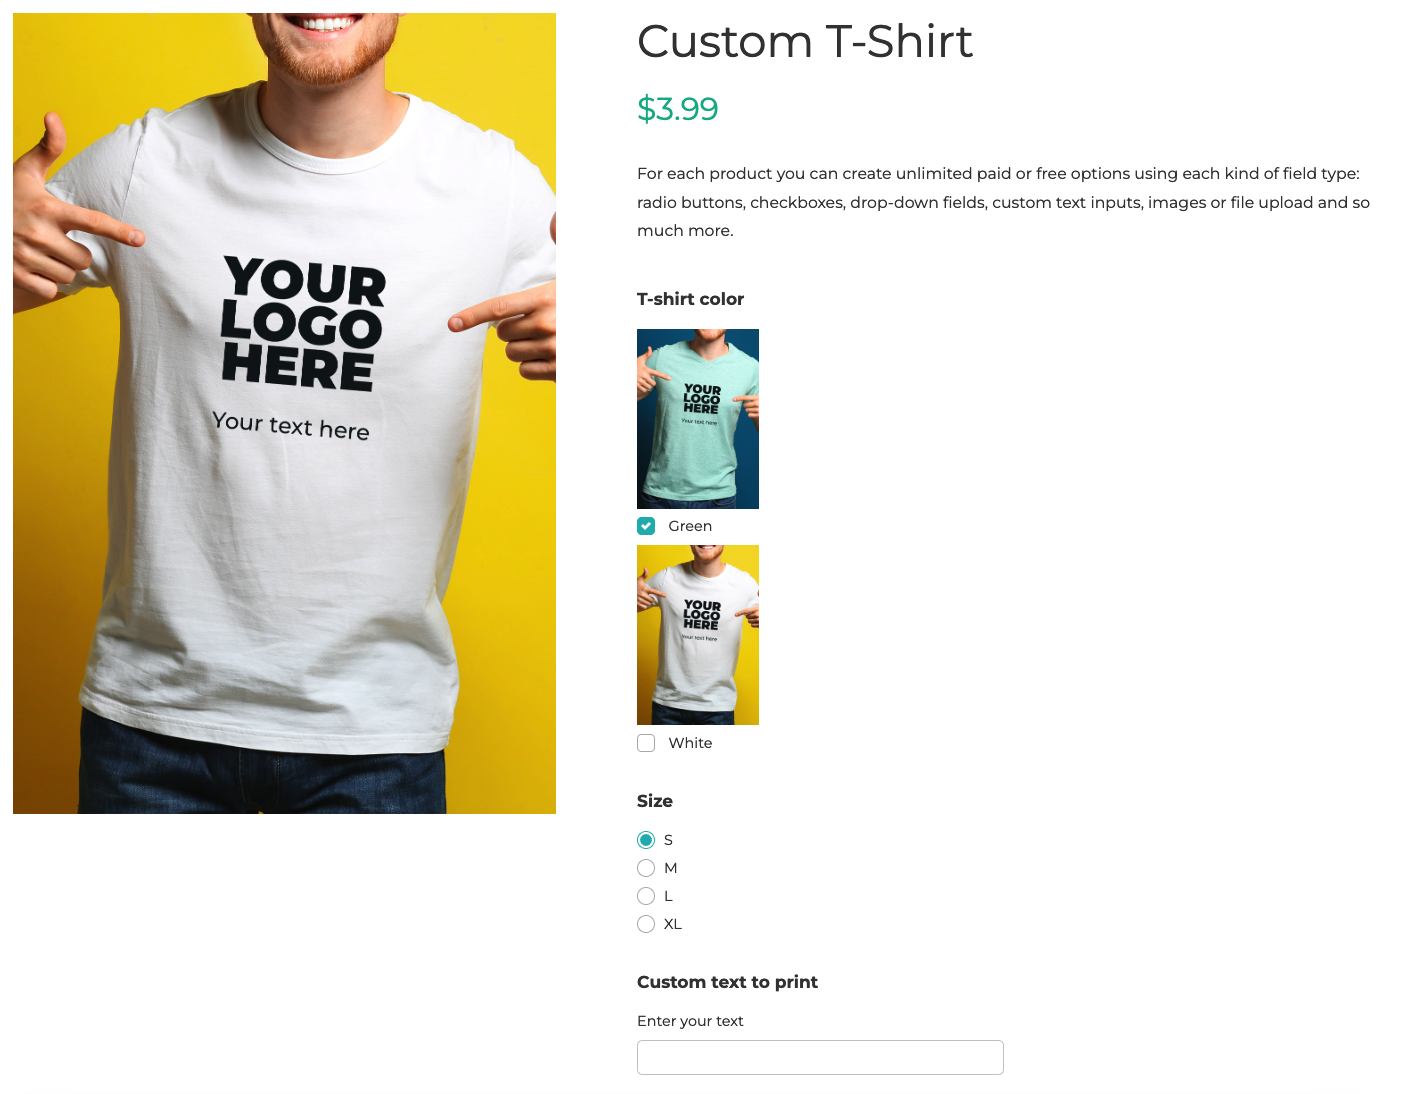 YOUR
LOGO
HERE
Your text here
Custom T-Shirt
$3.99
For each product you can create unlimited paid or free options using each kind of field type:
radio buttons, checkboxes, drop-down fields, custom text inputs, images or file upload and so
much more.
T-shirt color
YOUR
LOGO
HERE
Your text here
Green
YOUR
LOGO
HERE
Your text here
White
Size
S
M
L
XL
Custom text to print
Enter your text